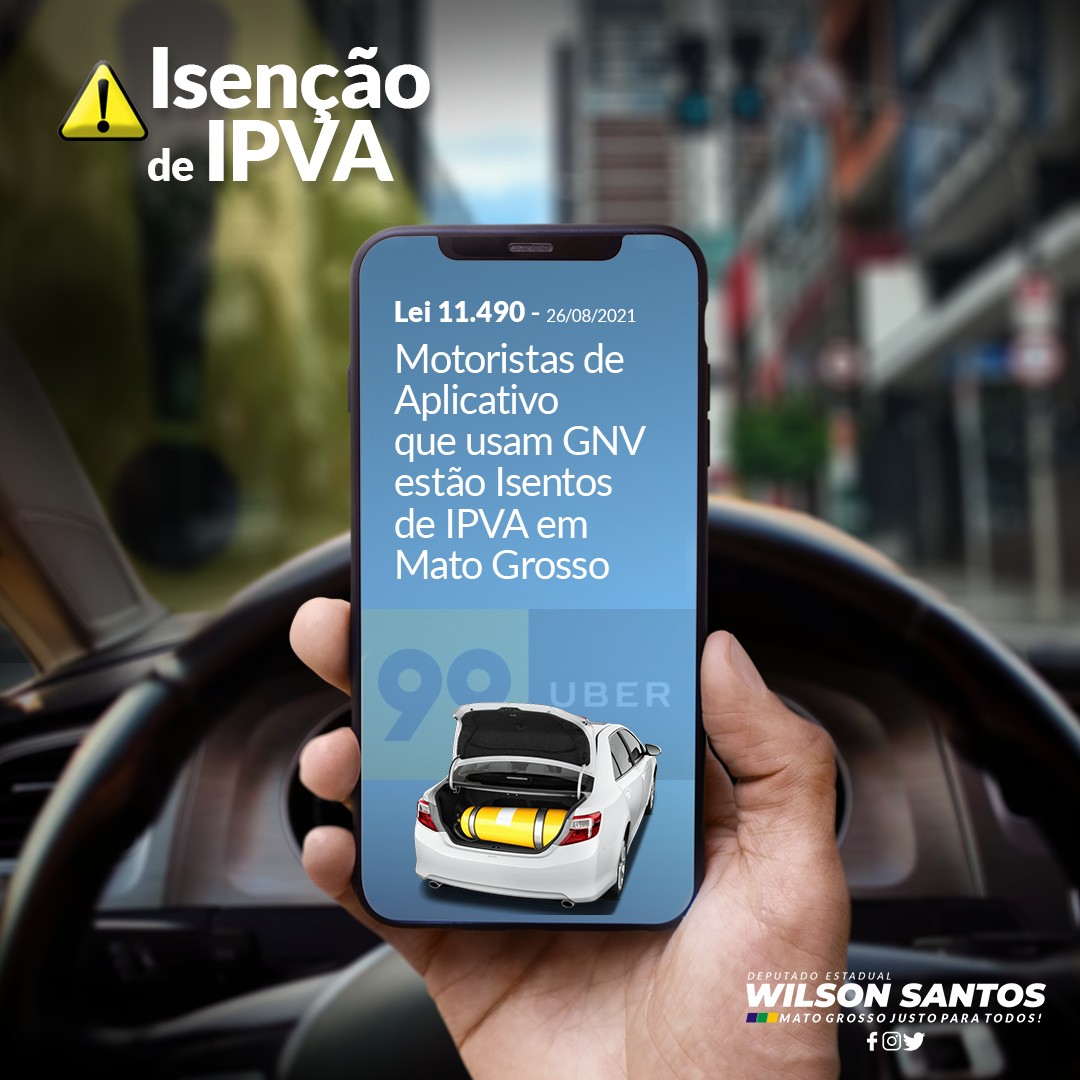 Isenção
de IPVA
Lei 11.490 - 26/08/2021
Motoristas de
Aplicativo
que usam GNV
estão Isentos
de IPVA em
Mato Grosso
99
UBER
DEPUTADO ESTADUAL
WILSON SANTOS
MATO GROSSO JUSTO PARA TODOS!